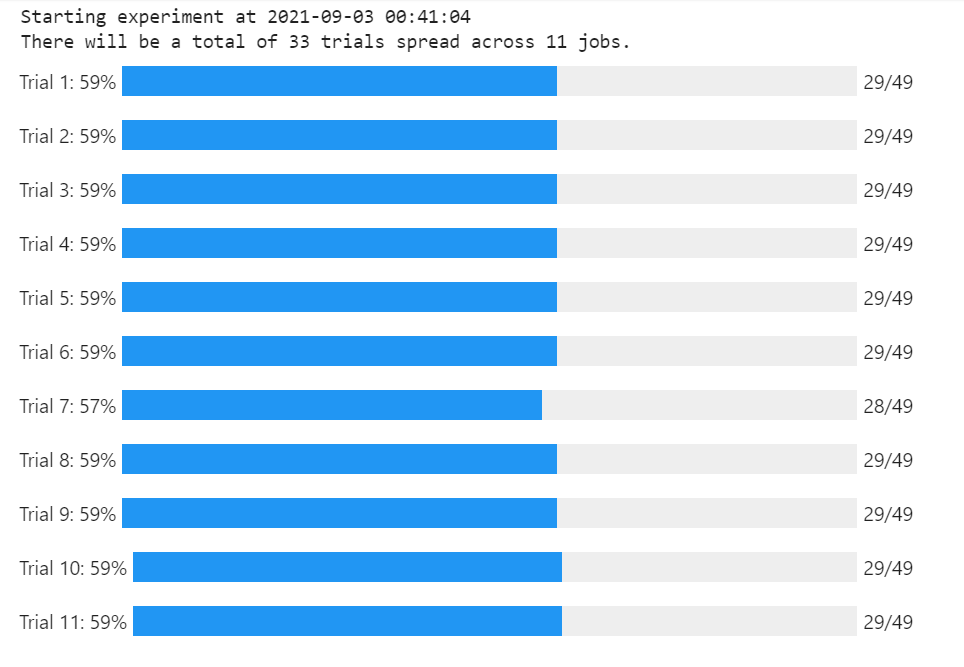 Starting experiment at 2021-09-03 00:41:04
There will be a total of 33 trials spread across 11 jobs.
Trial 1: 59% 29/49
Trial 2: 59% 29/49
Trial 3: 59% 29/49
Trial 4: 59% 29/49
Trial 5: 59% 29/49
Trial 6: 59% 29/49
Trial 7: 57% 28/49
Trial 8: 59% 29/49
Trial 9: 59% 29/49
Trial 10: 59% 29/49
Trial 11: 59% 29/49